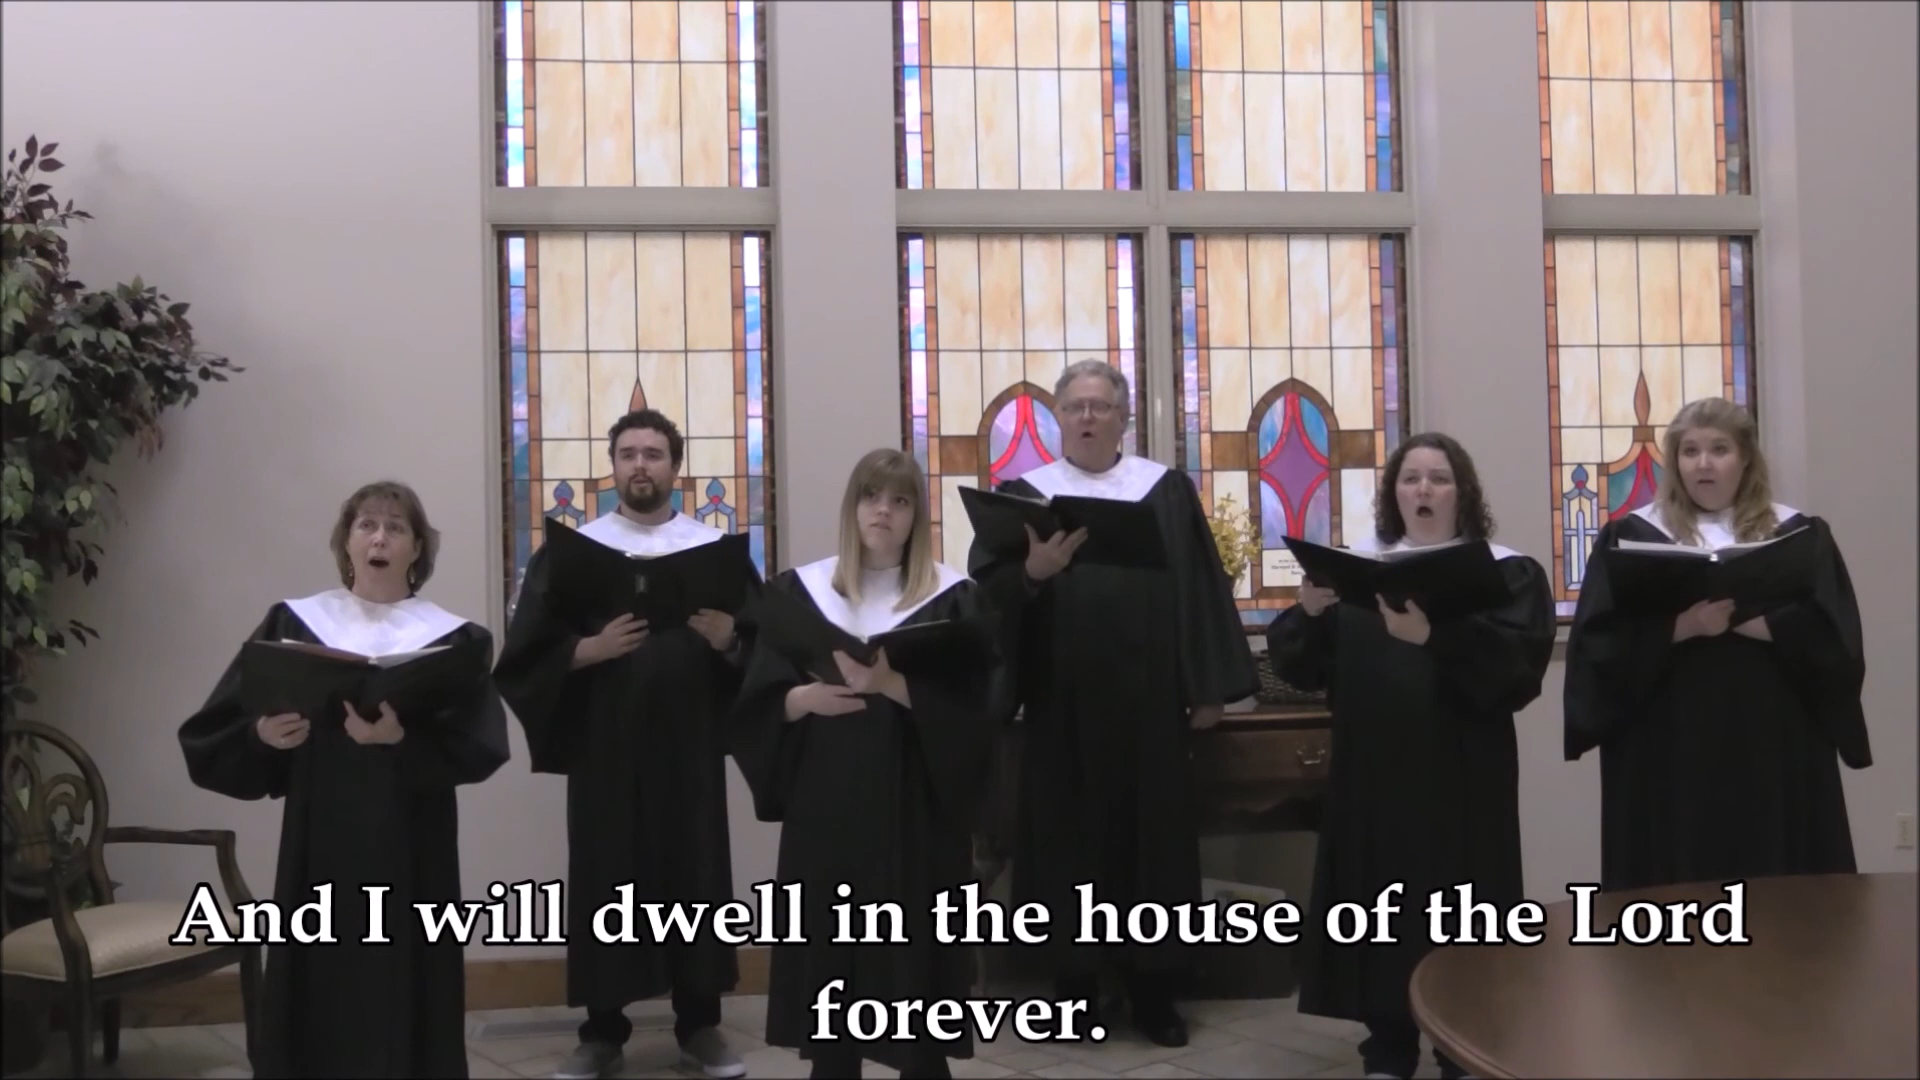 And I will dwell in the house of the Lord
forever.